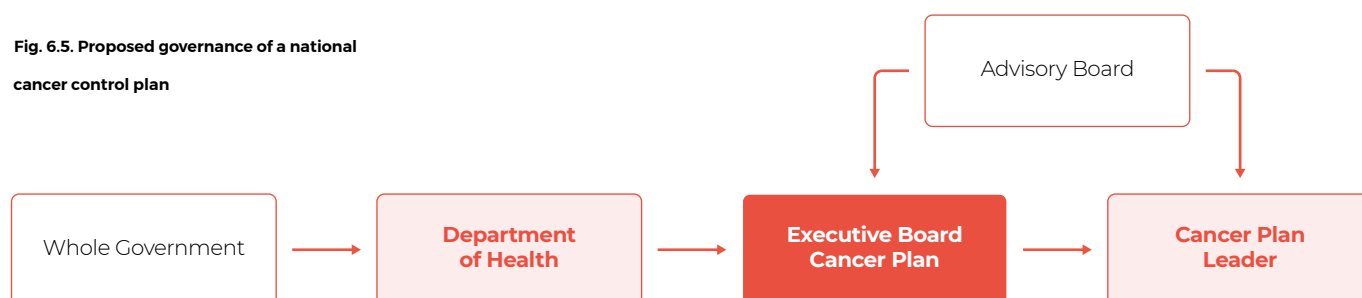 Fig. 6.5. Proposed governance of a national
cancer control plan
Advisory Board
Whole Government
Department
of Health
Executive Board
Cancer Plan
Cancer Plan
Leader